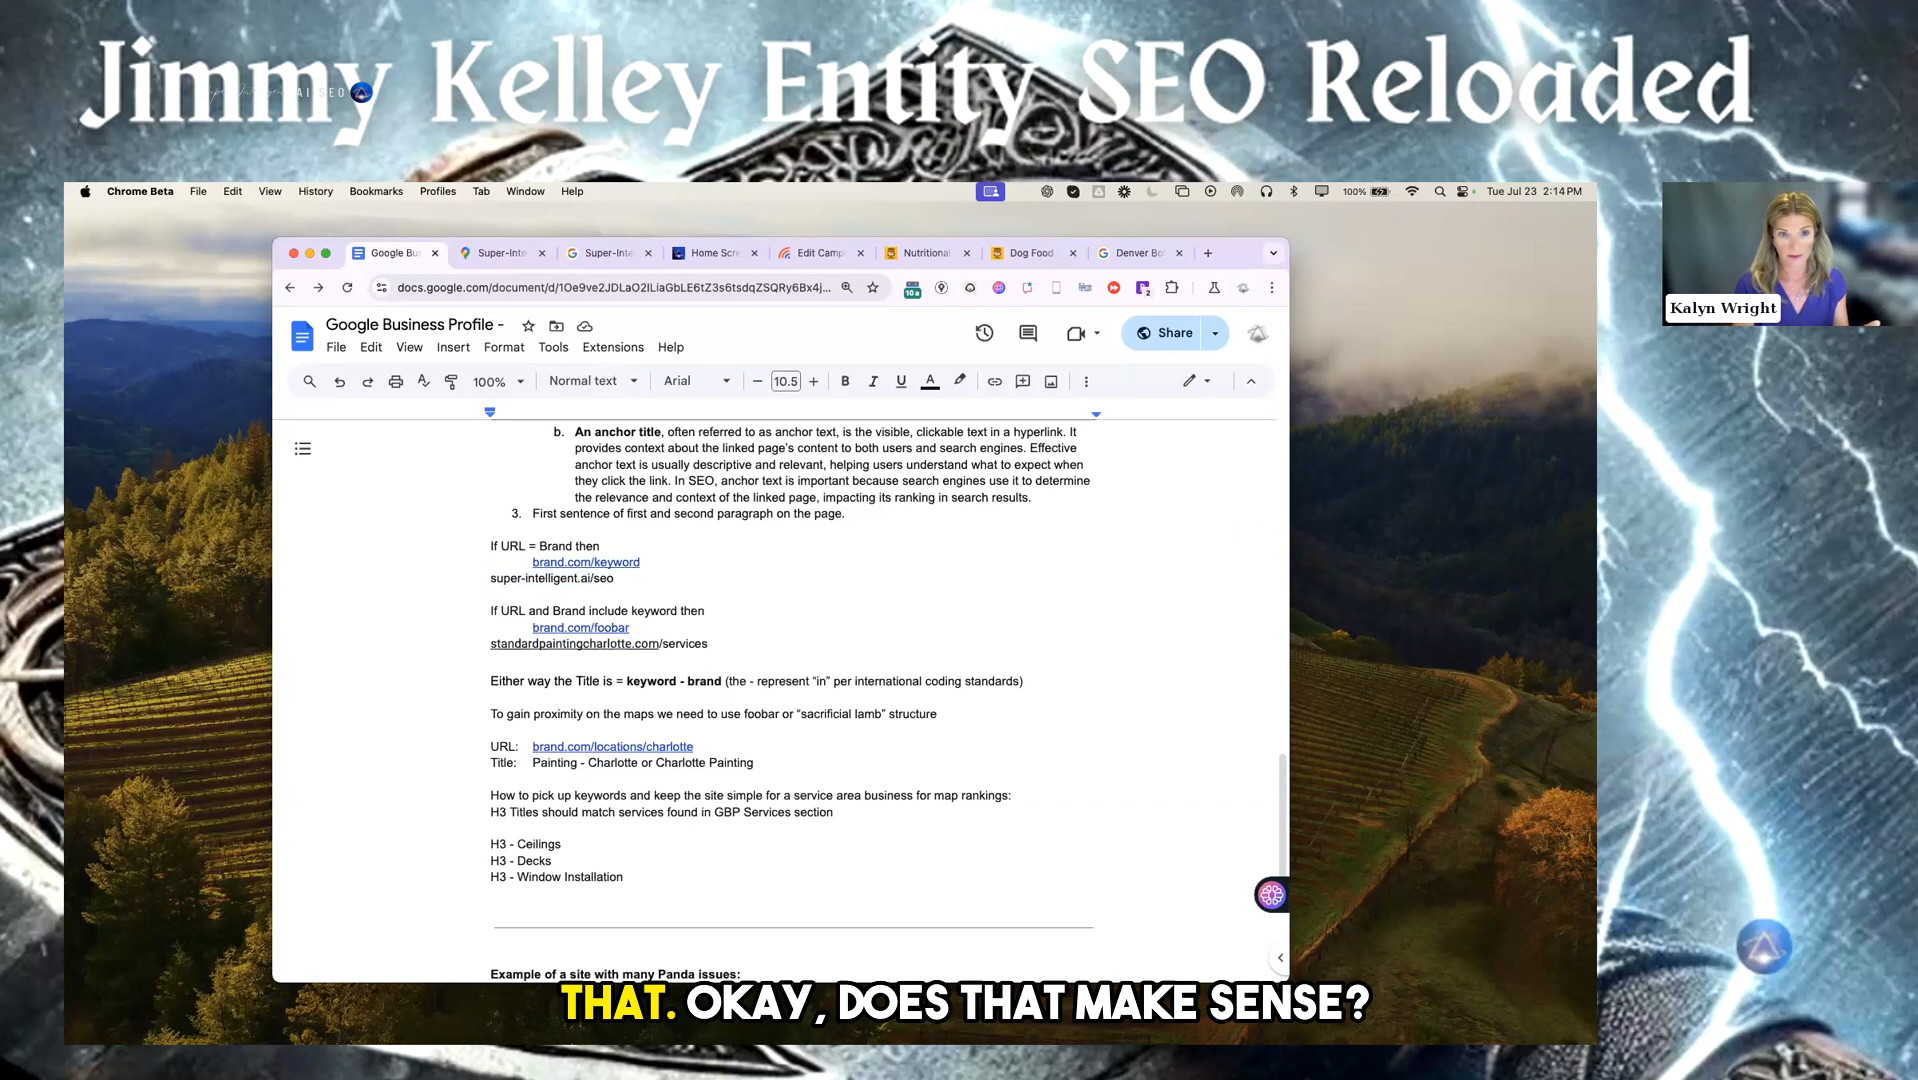 Jimmy Kelley Entity SEO Reloaded
AI SEO
Chrome Beta File Edit View History Bookmarks Profiles Tab Window Help 100% Tue Jul 23 2:14 PM
Google Bus Super-Inte Super-Inte Home Scre Edit Camp Nutritional Dog Food Denver Bo
docs.google.com/document/d/1Oe9ve2JDLaO2ILiaGbLE6tZ3s6tsdqZSQRy6Bx4j...
Kalyn Wright
Google Business Profile -
File Edit View Insert Format Tools Extensions Help
Share
100% Normal text Arial 10.5 B I U A
b. An anchor title, often referred to as anchor text, is the visible, clickable text in a hyperlink. It
provides context about the linked page's content to both users and search engines. Effective
anchor text is usually descriptive and relevant, helping users understand what to expect when
they click the link. In SEO, anchor text is important because search engines use it to determine
the relevance and context of the linked page, impacting its ranking in search results.
3. First sentence of first and second paragraph on the page.
If URL = Brand then
brand.com/keyword
super-intelligent.ai/seo
If URL and Brand include keyword then
brand.com/foobar
standardpaintingcharlotte.com/services
Either way the Title is = keyword - brand (the - represent “in” per international coding standards)
To gain proximity on the maps we need to use foobar or “sacrificial lamb” structure
URL: brand.com/locations/charlotte
Title: Painting - Charlotte or Charlotte Painting
How to pick up keywords and keep the site simple for a service area business for map rankings:
H3 Titles should match services found in GBP Services section
H3 - Ceilings
H3 - Decks
H3 - Window Installation
Example of a site with many Panda issues:
THAT. OKAY, DOES THAT MAKE SENSE?